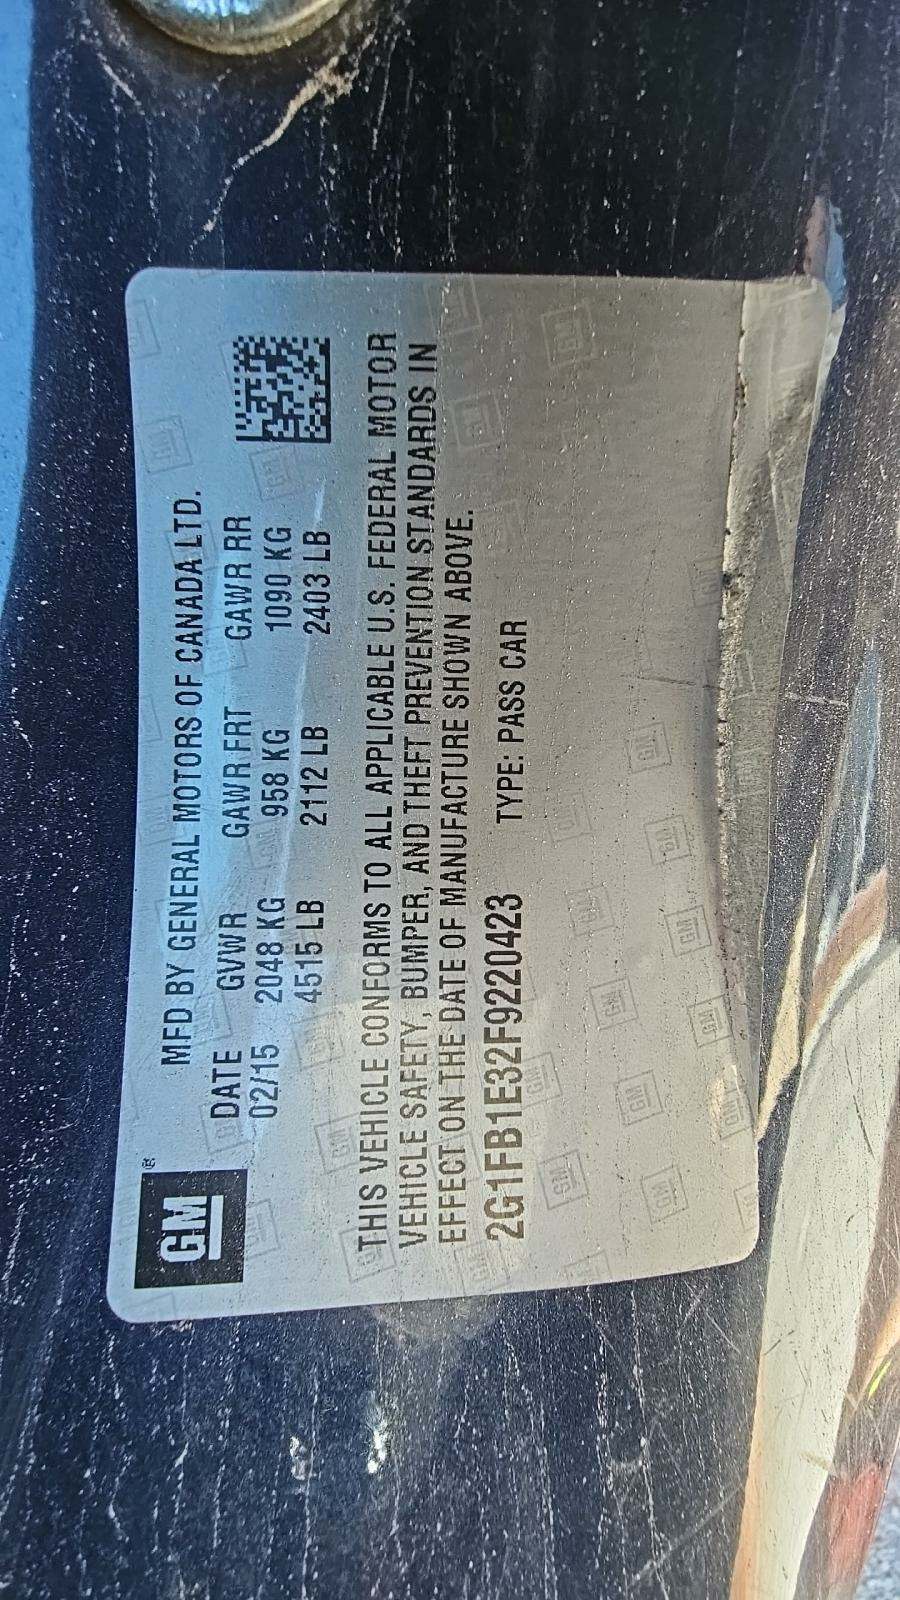 GM ®
MFD BY GENERAL MOTORS OF CANADA LTD.
DATE GVWR GAWR FRT GAWR RR
02/15 2048 KG 958 KG 1090 KG
4515 LB 2112 LB 2403 LB
THIS VEHICLE CONFORMS TO ALL APPLICABLE U.S. FEDERAL MOTOR
VEHICLE SAFETY, BUMPER, AND THEFT PREVENTION STANDARDS IN
EFFECT ON THE DATE OF MANUFACTURE SHOWN ABOVE.
2G1FB1E32F9220423 TYPE: PASS CAR